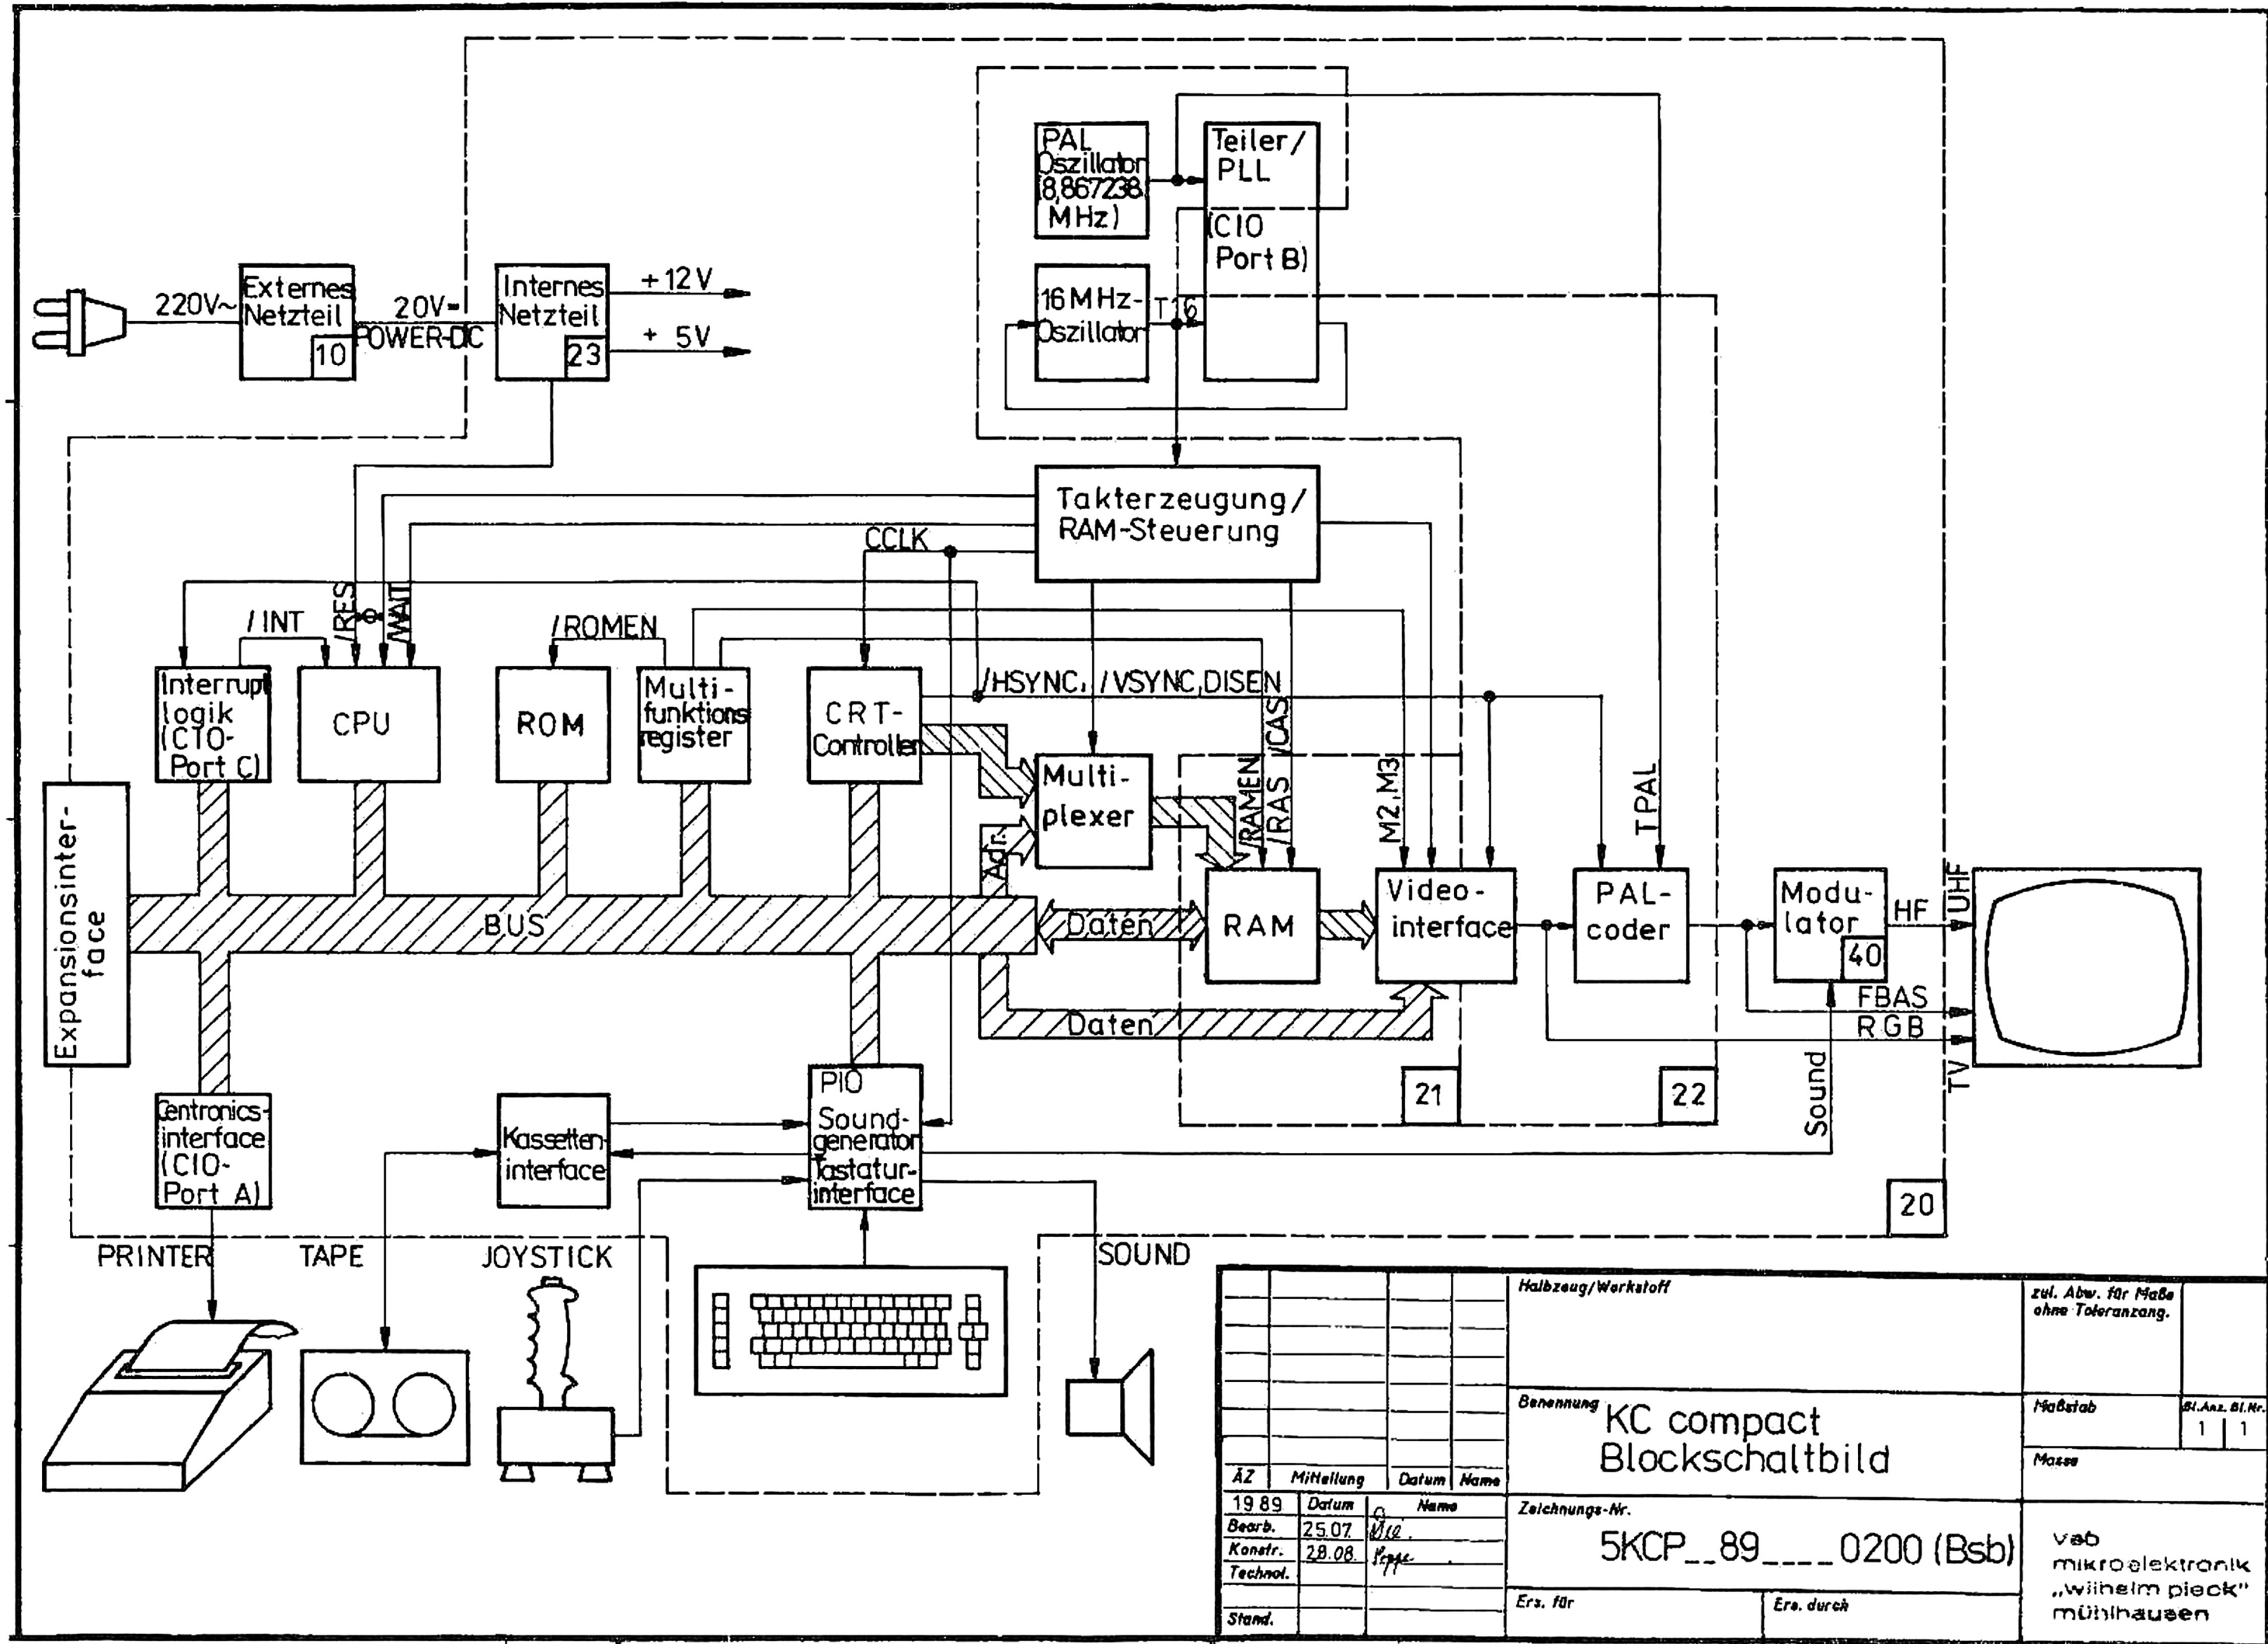 PAL
Oszillator
(8,867238
MHz)
Teiler/
PLL
(CIO
Port B)
220V~
Externes
Netzteil
10
20V=
POWER-DC
Internes
Netzteil
23
+12V
+ 5V
16MHz-
Oszillator
T16
Takterzeugung/
RAM-Steuerung
CCLK
/INT
/RES
Φ
/WAIT
/ROMEN
/HSYNC, /VSYNC,DISEN
Interrupt
logik
(CIO-
Port C)
CPU
ROM
Multi-
funktions
register
CRT-
Controller
Multi-
plexer
Adr.
/RAMEN
/RAS /CAS
M2,M3
TPAL
Expansionsinter-
face
BUS
Daten
RAM
Video-
interface
PAL-
coder
Modu-
lator
40
HF
UHF
FBAS
RGB
TV
Daten
Sound
21
22
20
Centronics-
interface
(CIO-
Port A)
Kassetten-
interface
PIO
Sound-
generator
Tastatur-
interface
PRINTER
TAPE
JOYSTICK
SOUND
Halbzeug/Werkstoff
zul. Abw. für Maße
ohne Toleranzang.
Benennung
KC compact
Blockschaltbild
Maßstab
Bl.Anz. Bl.Nr.
1 1
Masse
ÄZ Mitteilung Datum Name
1989 Datum Name
Bearb. 25.07.
Konstr. 28.08.
Technol.
Stand.
Zeichnungs-Nr.
5KCP__89____0200 (Bsb)
Ers. für
Ers. durch
veb
mikroelektronik
„wilhelm pieck"
mühlhausen